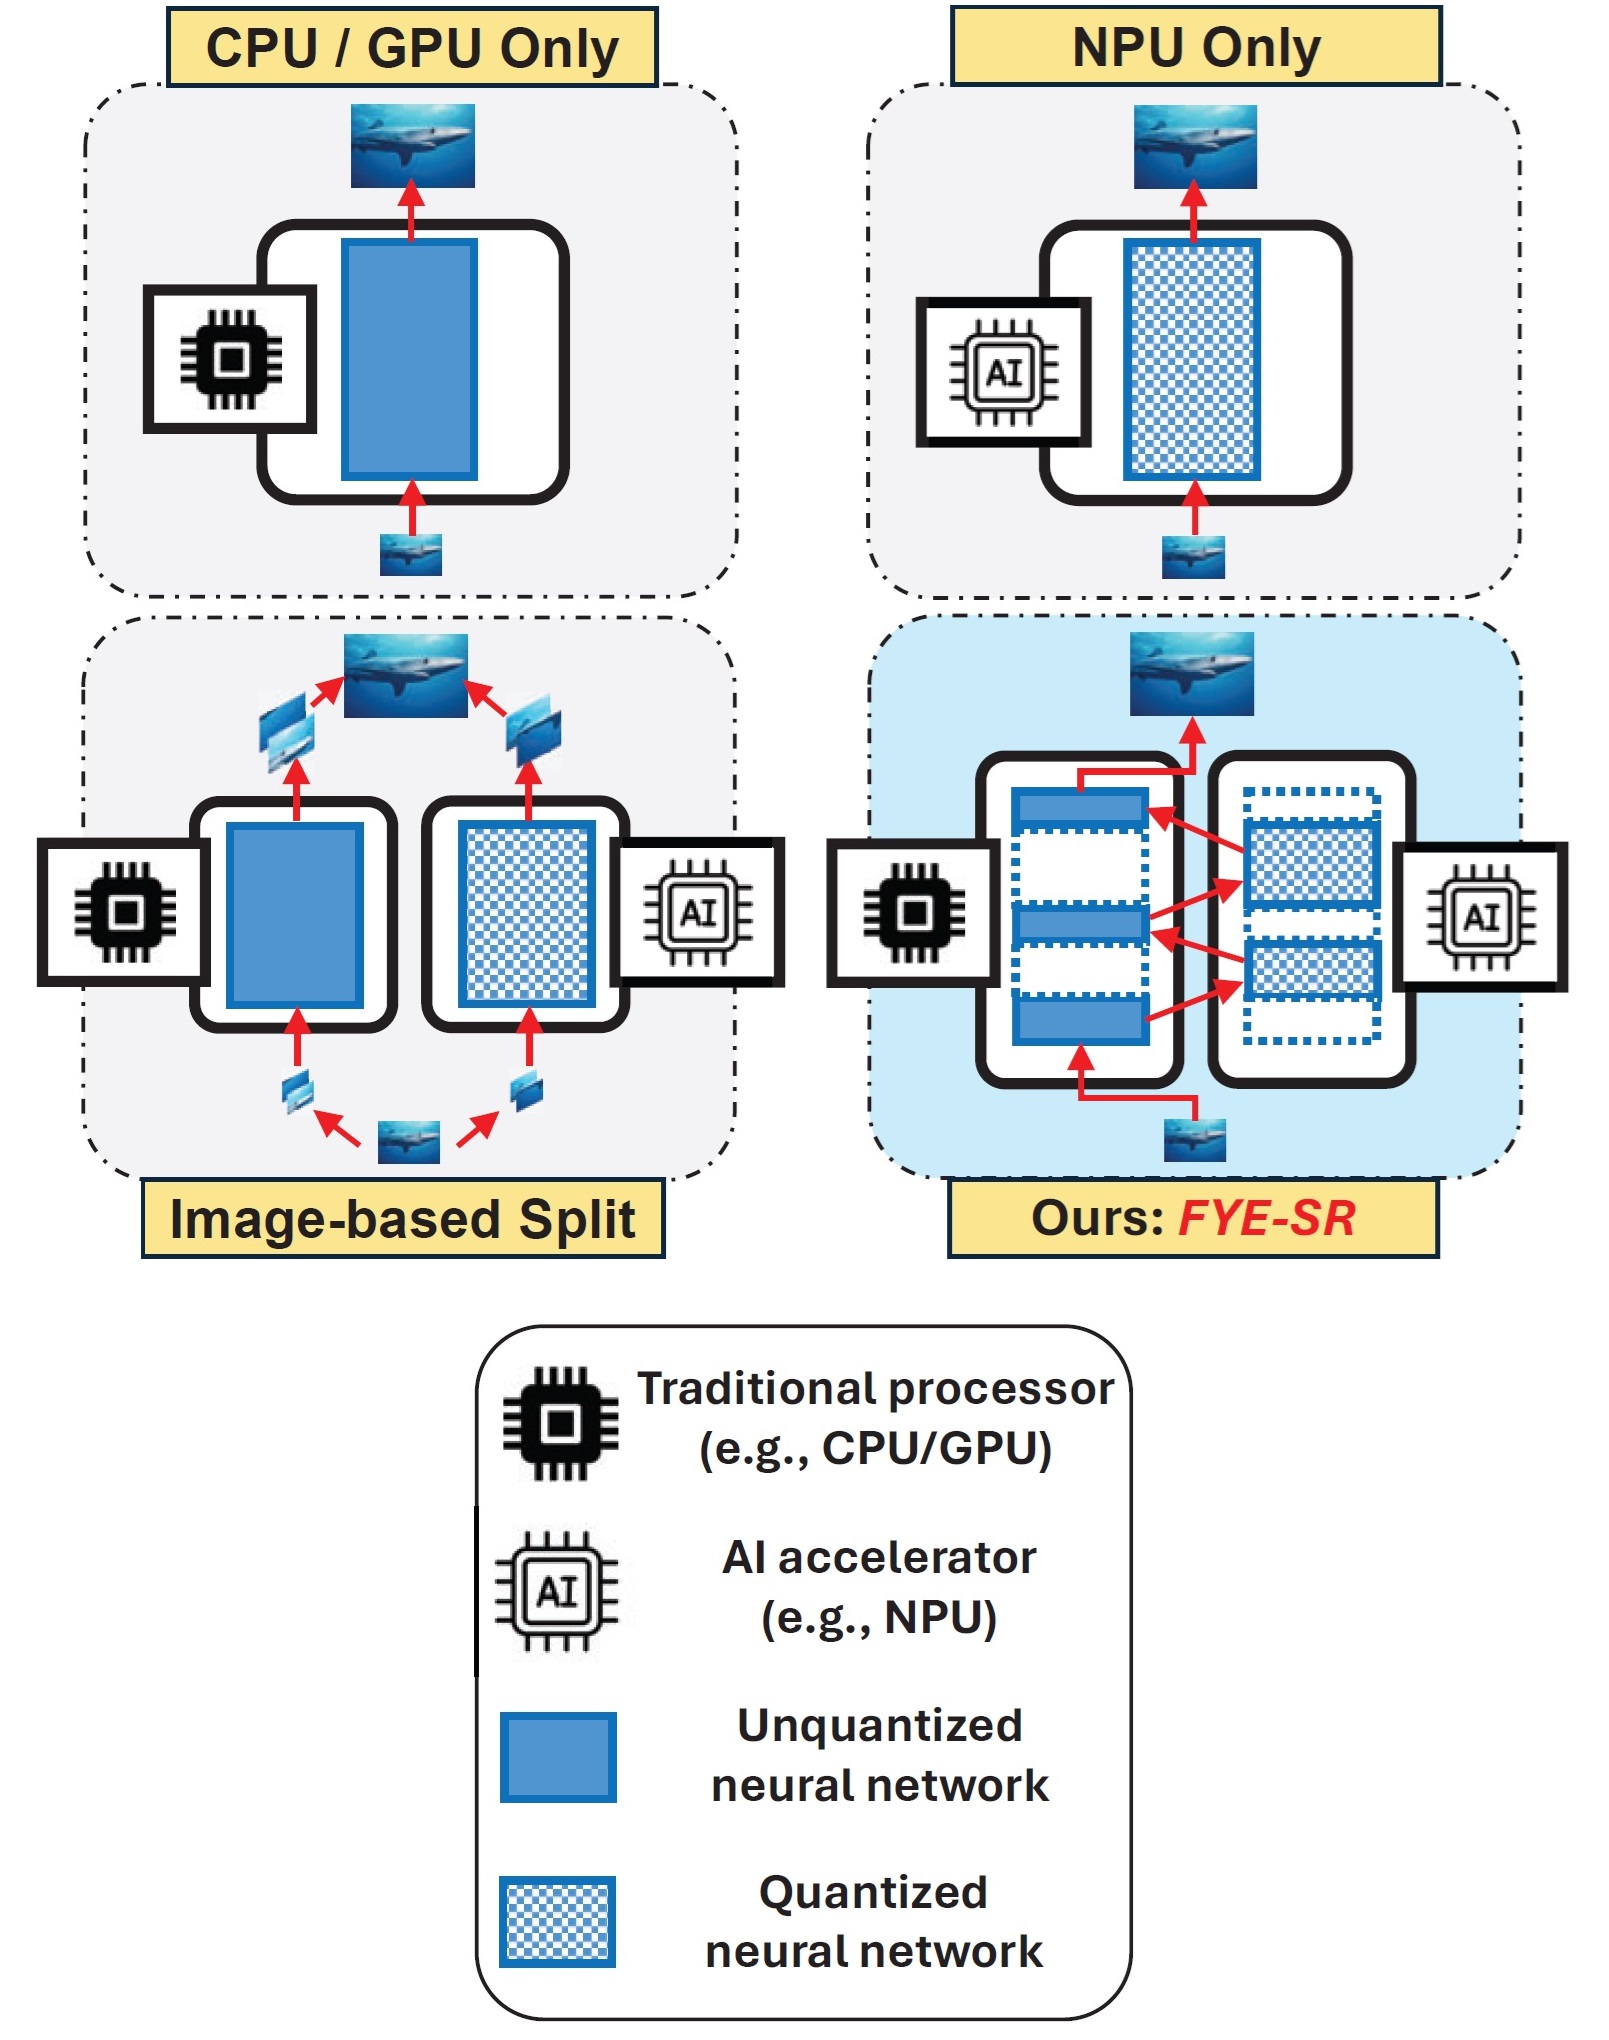 CPU / GPU Only
NPU Only
AI
AI
AI
Image-based Split
Ours: FYE-SR
Traditional processor
(e.g., CPU/GPU)
AI
AI accelerator
(e.g., NPU)
Unquantized
neural network
Quantized
neural network